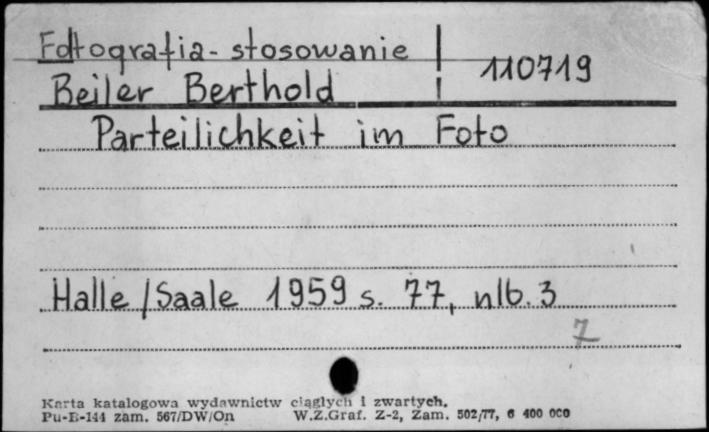 Fotografia - stosowanie
110719
Beiler Berthold
Parteilichkeit im Foto
Halle/Saale 1959 s. 77, nlb. 3
7
Karta katalogowa wydawnictw ciągłych i zwartych.
Pu-B-144 zam. 567/DW/On W.Z.Graf. Z-2, Zam. 502/77, 6 400 000